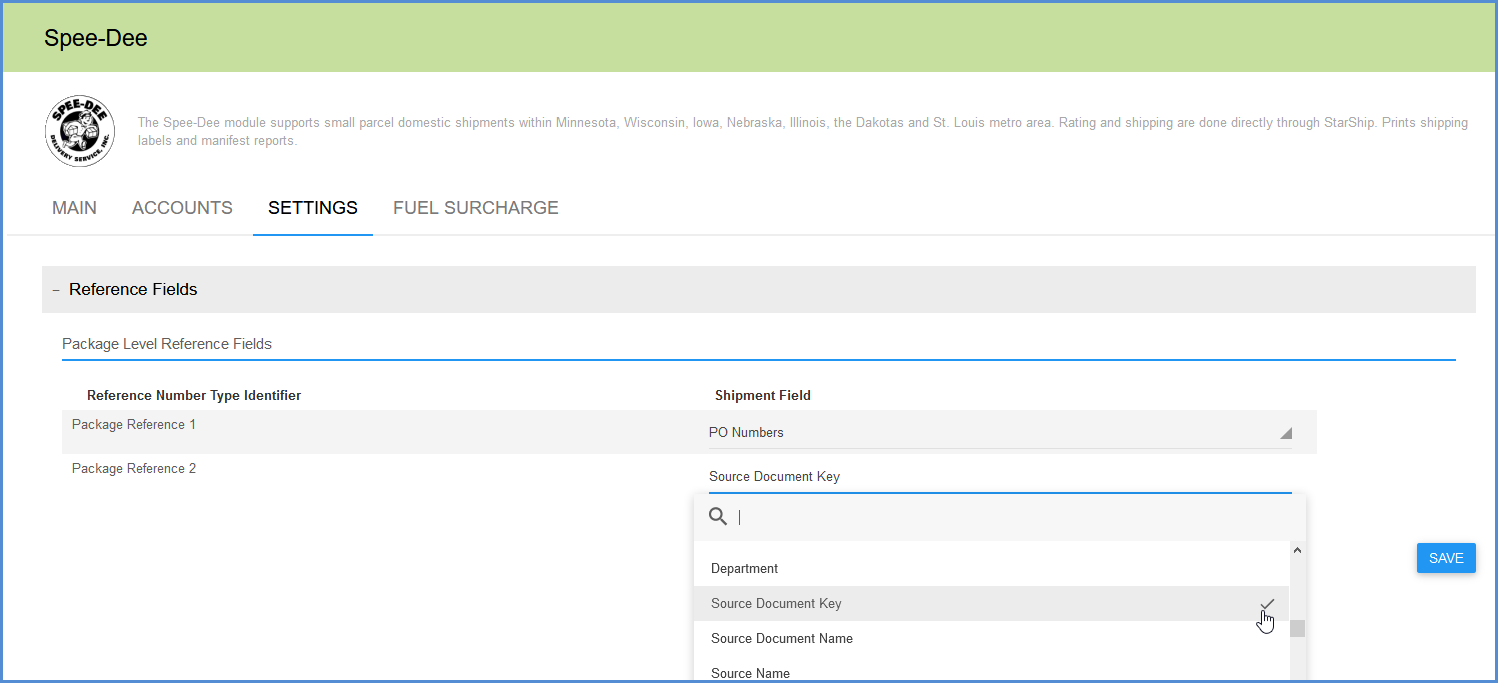 Spee-Dee
SPEE-DEE
DELIVERY SERVICE, INC.
The Spee-Dee module supports small parcel domestic shipments within Minnesota, Wisconsin, Iowa, Nebraska, Illinois, the Dakotas and St. Louis metro area. Rating and shipping are done directly through StarShip. Prints shipping
labels and manifest reports.
MAIN ACCOUNTS SETTINGS FUEL SURCHARGE
– Reference Fields
Package Level Reference Fields
Reference Number Type Identifier Shipment Field
Package Reference 1 PO Numbers
Package Reference 2 Source Document Key
Department
SAVE
Source Document Key
Source Document Name
Source Name